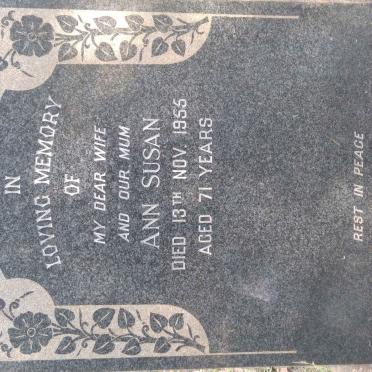 IN
LOVING MEMORY
OF
MY DEAR WIFE
AND OUR MUM
ANN SUSAN
DIED 13TH NOV. 1955
AGED 71 YEARS
REST IN PEACE